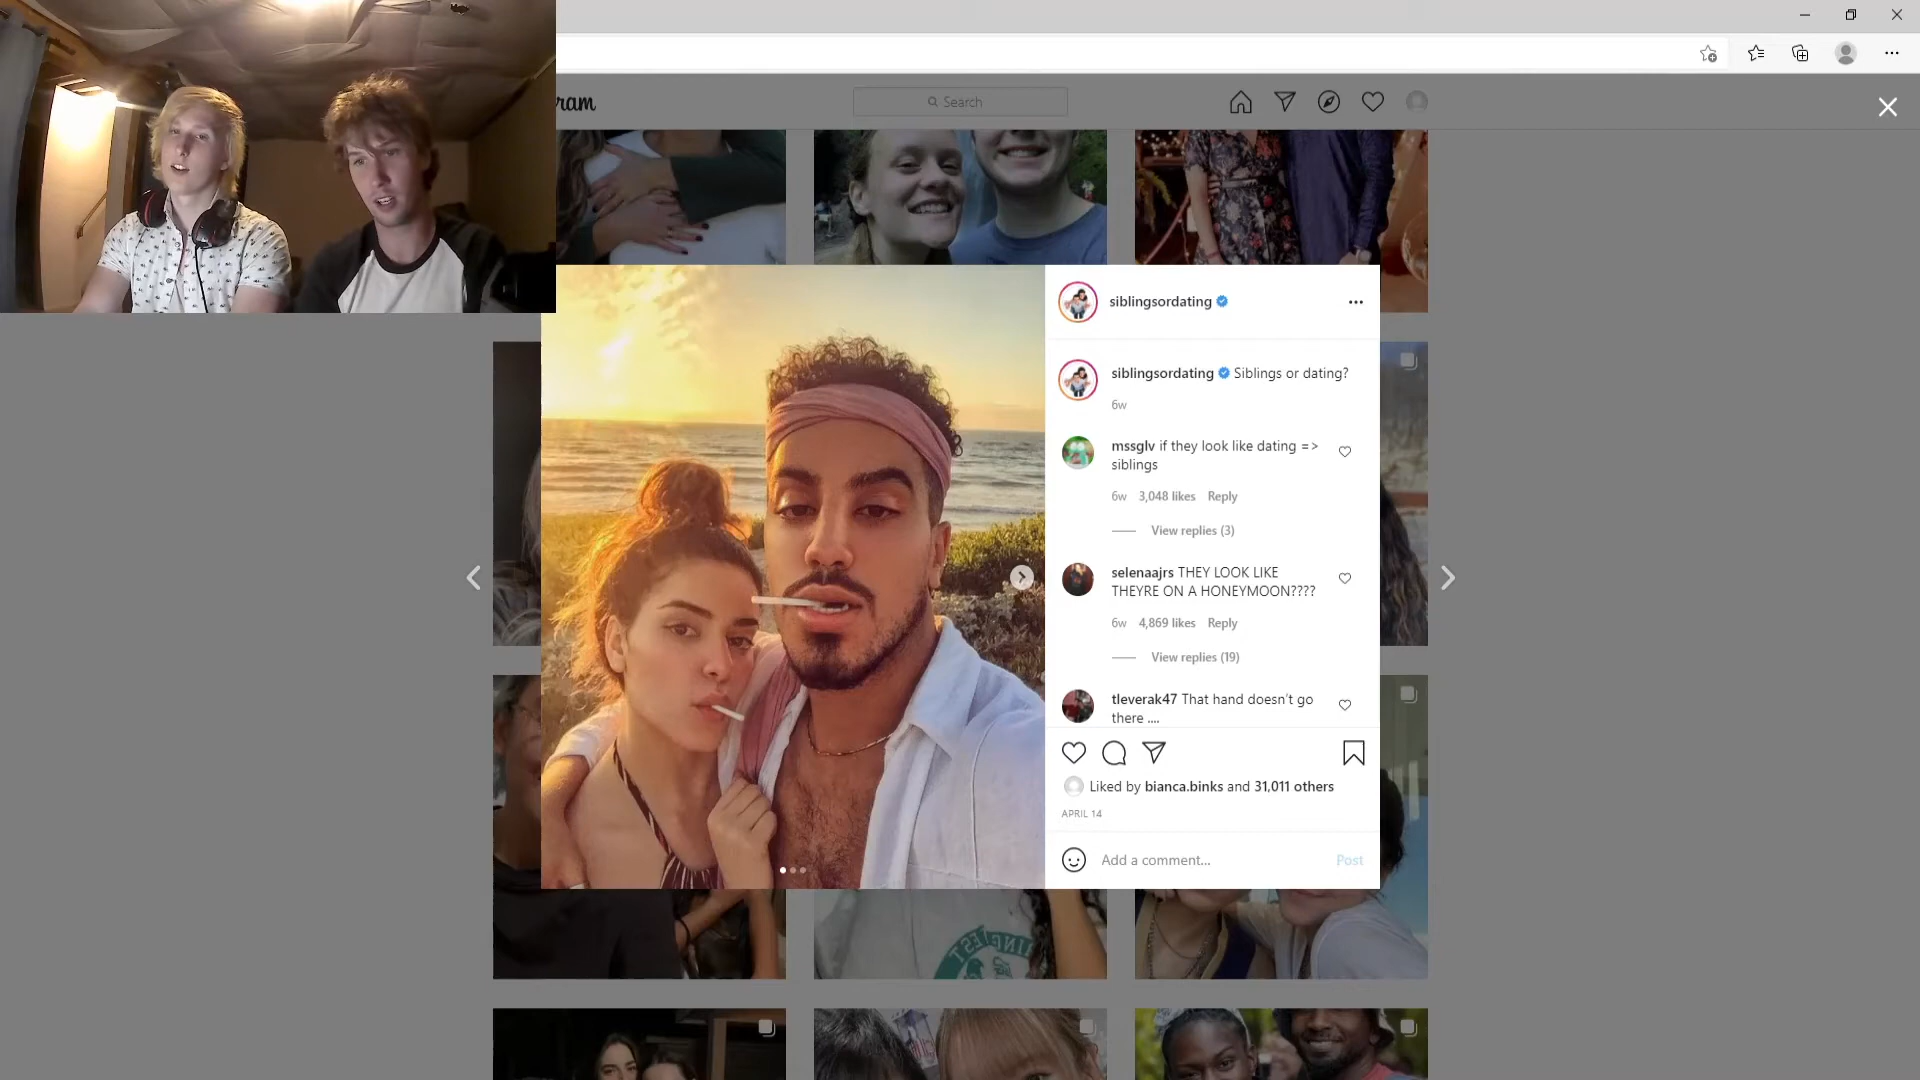 ram
Search
siblingsordating
siblingsordating Siblings or dating?
6w
mssglv if they look like dating =>
siblings
6w 3,048 likes Reply
View replies (3)
selenaajrs THEY LOOK LIKE
THEYRE ON A HONEYMOON????
6w 4,869 likes Reply
View replies (19)
tleverak47 That hand doesn't go
there ....
Liked by bianca.binks and 31,011 others
APRIL 14
Add a comment...
Post